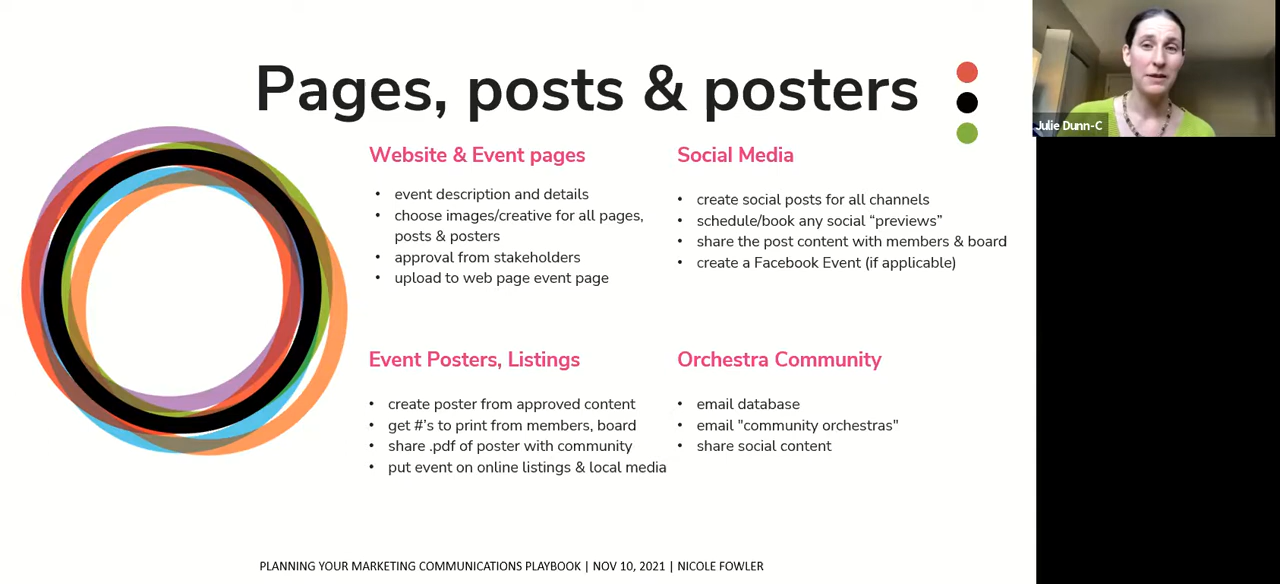 Pages, posts & posters
Julie Dunn-C
Website & Event pages
• event description and details
• choose images/creative for all pages,
posts & posters
• approval from stakeholders
• upload to web page event page
Social Media
• create social posts for all channels
• schedule/book any social “previews”
• share the post content with members & board
• create a Facebook Event (if applicable)
Event Posters, Listings
• create poster from approved content
• get #’s to print from members, board
• share .pdf of poster with community
• put event on online listings & local media
Orchestra Community
• email database
• email "community orchestras"
• share social content
PLANNING YOUR MARKETING COMMUNICATIONS PLAYBOOK | NOV 10, 2021 | NICOLE FOWLER